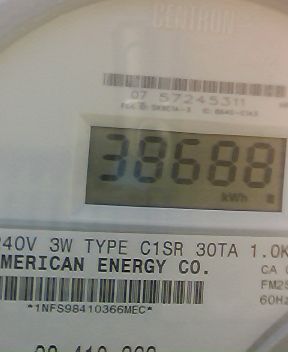 CENTRON
07 57245311
38688
kWh
240V 3W TYPE C1SR 30TA 1.0K
AMERICAN ENERGY CO.
CA
FM2S
60Hz
*1NFS98410366MEC*